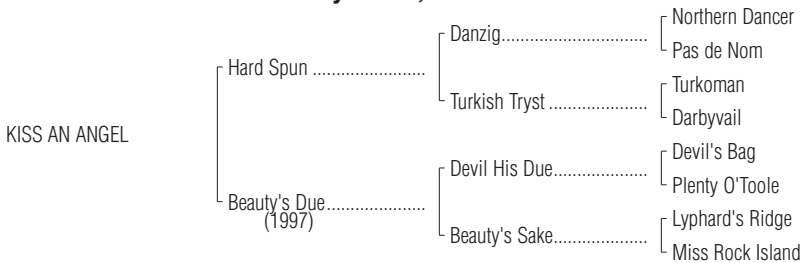 Northern Dancer
Danzig..............................
Pas de Nom
Hard Spun .......................
Turkoman
Turkish Tryst ....................
Darbyvail
KISS AN ANGEL
Devil's Bag
Devil His Due...................
Plenty O'Toole
Beauty's Due....................
(1997)
Lyphard's Ridge
Beauty's Sake...................
Miss Rock Island